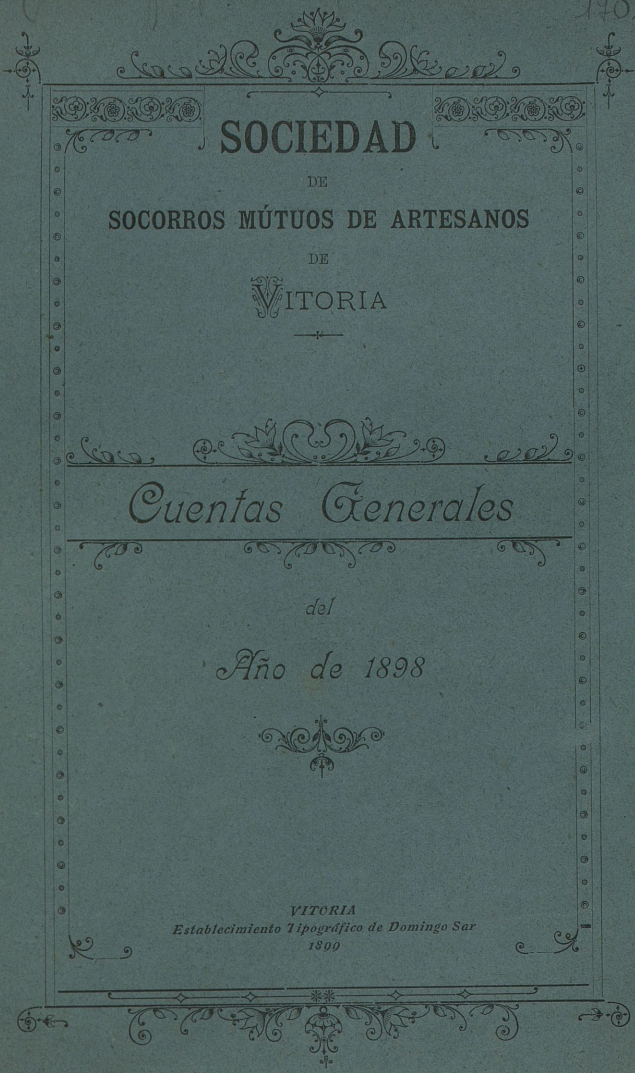 170
SOCIEDAD
DE
SOCORROS MÚTUOS DE ARTESANOS
DE
VITORIA
Cuentas Generales
del
Año de 1898
VITORIA
Establecimiento Tipográfico de Domingo Sar
1899